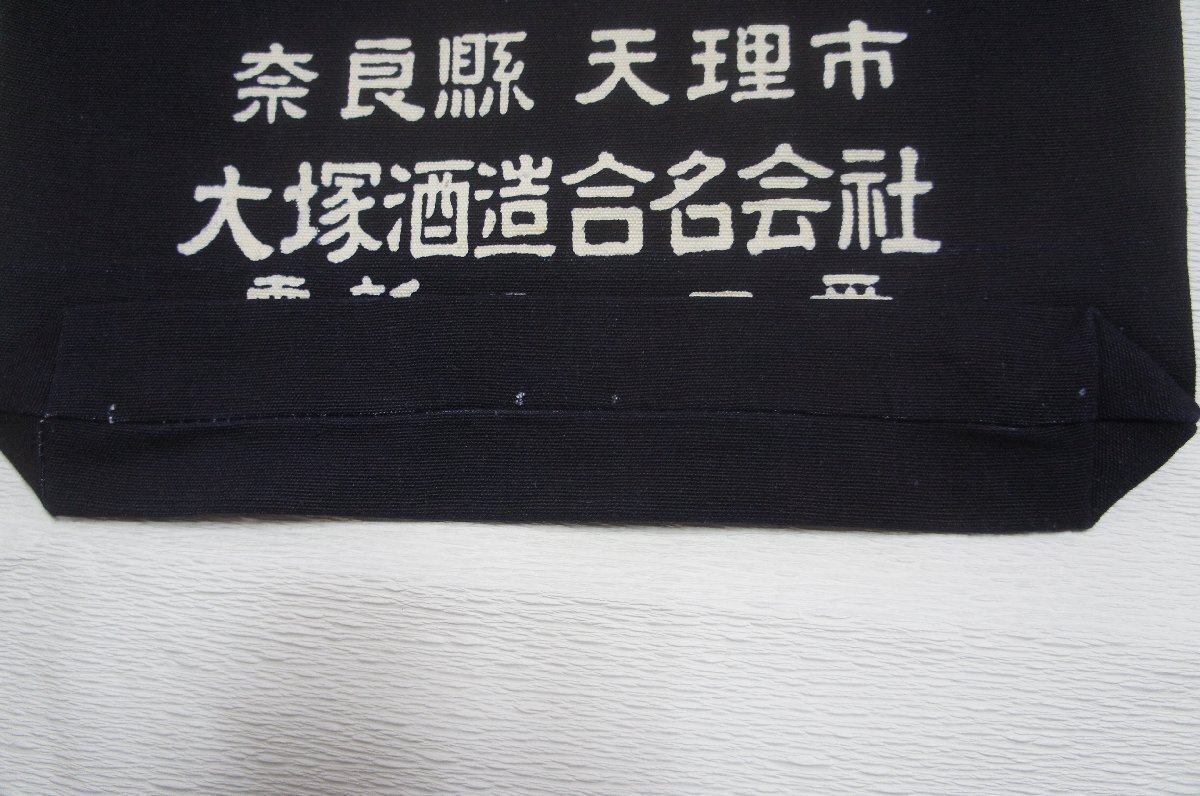 奈良縣 天理市
大塚酒造合名会社